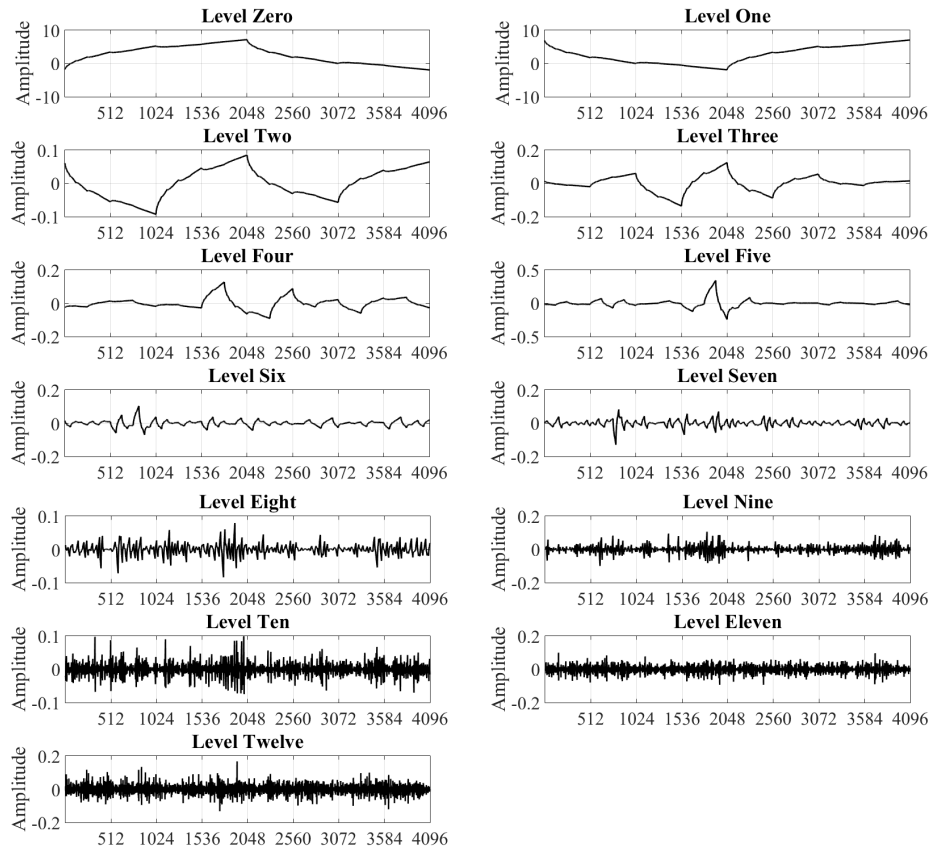 Level Zero Level One
Amplitude 10 0 -10 Amplitude 10 0 -10
512 1024 1536 2048 2560 3072 3584 4096 512 1024 1536 2048 2560 3072 3584 4096
Level Two Level Three
Amplitude 0.1 0 -0.1 Amplitude 0.2 0 -0.2
512 1024 1536 2048 2560 3072 3584 4096 512 1024 1536 2048 2560 3072 3584 4096
Level Four Level Five
Amplitude 0.2 0 -0.2 Amplitude 0.5 0 -0.5
512 1024 1536 2048 2560 3072 3584 4096 512 1024 1536 2048 2560 3072 3584 4096
Level Six Level Seven
Amplitude 0.2 0 -0.2 Amplitude 0.2 0 -0.2
512 1024 1536 2048 2560 3072 3584 4096 512 1024 1536 2048 2560 3072 3584 4096
Level Eight Level Nine
Amplitude 0.1 0 -0.1 Amplitude 0.2 0 -0.2
512 1024 1536 2048 2560 3072 3584 4096 512 1024 1536 2048 2560 3072 3584 4096
Level Ten Level Eleven
Amplitude 0.1 0 -0.1 Amplitude 0.2 0 -0.2
512 1024 1536 2048 2560 3072 3584 4096 512 1024 1536 2048 2560 3072 3584 4096
Level Twelve
Amplitude 0.2 0 -0.2
512 1024 1536 2048 2560 3072 3584 4096